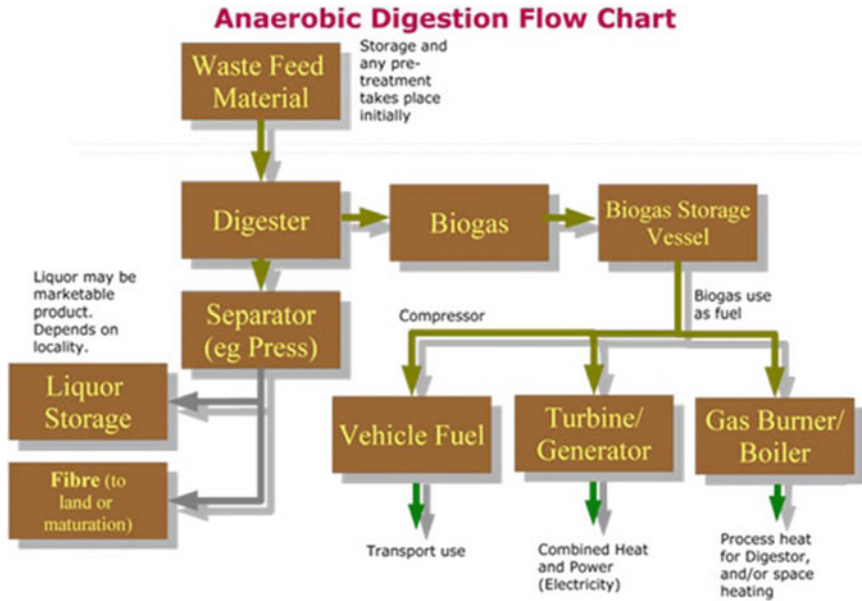 Anaerobic Digestion Flow Chart
Waste Feed
Material
Storage and
any pre-
treatment
takes place
initially
Digester
Biogas
Biogas Storage
Vessel
Liquor may be
marketable
product.
Depends on
locality.
Separator
(eg Press)
Compressor
Biogas use
as fuel
Liquor
Storage
Vehicle Fuel
Turbine/
Generator
Gas Burner/
Boiler
Fibre (to
land or
maturation)
Transport use
Combined Heat
and Power
(Electricity)
Process heat
for Digestor,
and/or space
heating